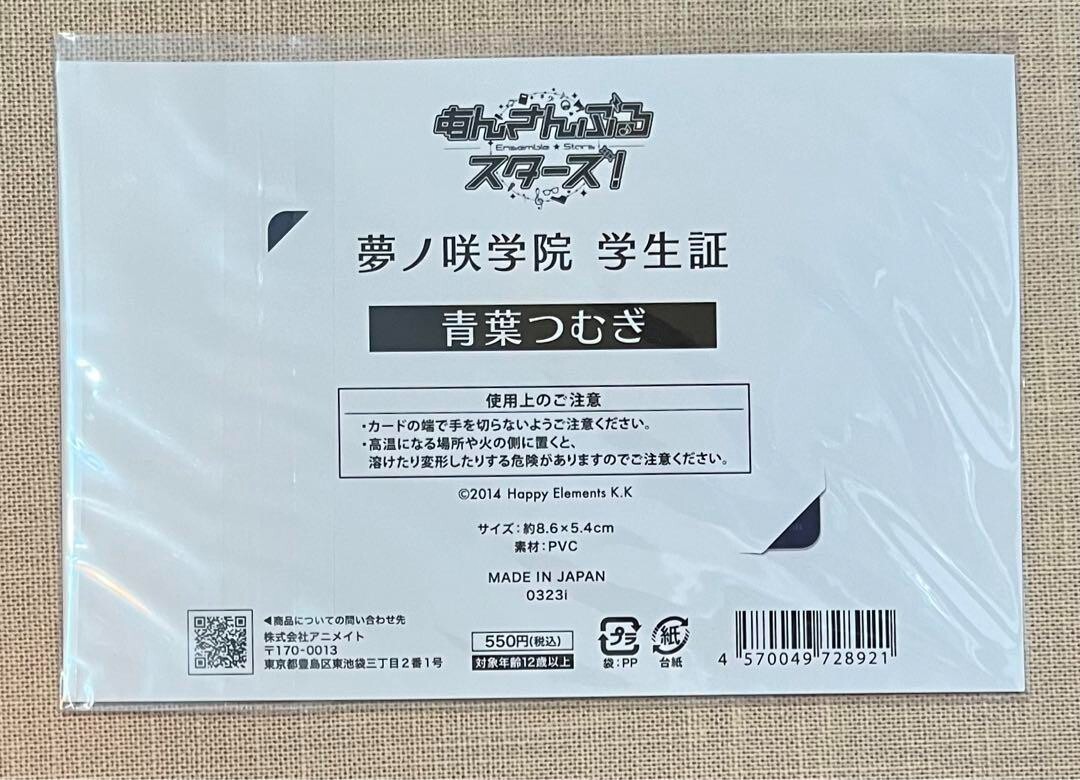 あんさんぶる
Ensemble ★ Stars
スターズ!
夢ノ咲学院 学生証
青葉つむぎ
使用上のご注意
・カードの端で手を切らないようご注意ください。
・高温になる場所や火の側に置くと、
溶けたり変形したりする危険がありますのでご注意ください。
©2014 Happy Elements K.K
サイズ:約8.6×5.4cm
素材:PVC
MADE IN JAPAN
0323i
◀商品についての問い合わせ先
株式会社アニメイト
〒170-0013
東京都豊島区東池袋三丁目2番1号
550円(税込)
対象年齢12歳以上
プラ
袋:PP
紙
台紙
4 570049 728921